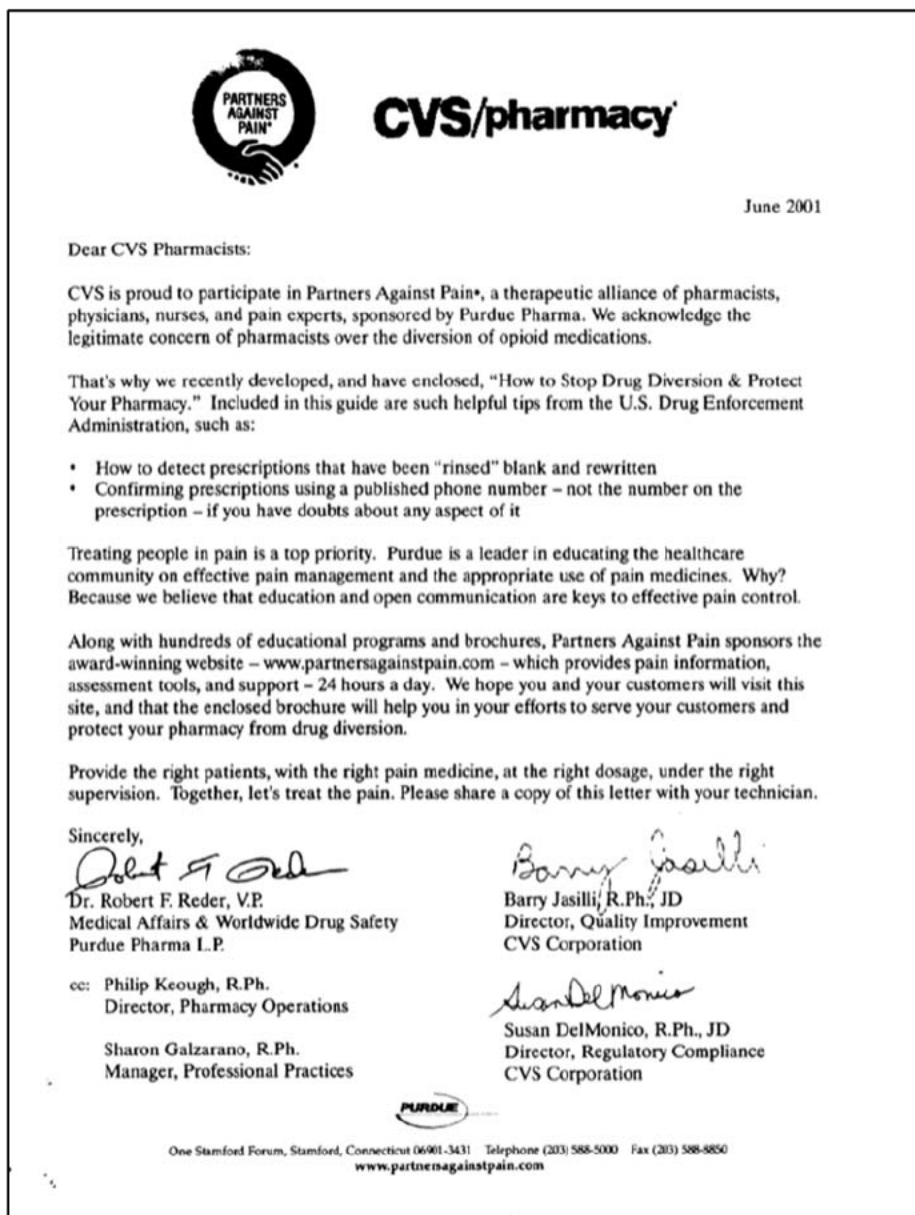 PARTNERS
AGAINST
PAIN*
CVS/pharmacy
June 2001
Dear CVS Pharmacists:
CVS is proud to participate in Partners Against Pain•, a therapeutic alliance of pharmacists,
physicians, nurses, and pain experts, sponsored by Purdue Pharma. We acknowledge the
legitimate concern of pharmacists over the diversion of opioid medications.
That's why we recently developed, and have enclosed, “How to Stop Drug Diversion & Protect
Your Pharmacy.” Included in this guide are such helpful tips from the U.S. Drug Enforcement
Administration, such as:
• How to detect prescriptions that have been “rinsed” blank and rewritten
• Confirming prescriptions using a published phone number – not the number on the
prescription – if you have doubts about any aspect of it
Treating people in pain is a top priority. Purdue is a leader in educating the healthcare
community on effective pain management and the appropriate use of pain medicines. Why?
Because we believe that education and open communication are keys to effective pain control.
Along with hundreds of educational programs and brochures, Partners Against Pain sponsors the
award-winning website – www.partnersagainstpain.com – which provides pain information,
assessment tools, and support – 24 hours a day. We hope you and your customers will visit this
site, and that the enclosed brochure will help you in your efforts to serve your customers and
protect your pharmacy from drug diversion.
Provide the right patients, with the right pain medicine, at the right dosage, under the right
supervision. Together, let's treat the pain. Please share a copy of this letter with your technician.
Sincerely,
Robert F Reder
Dr. Robert F. Reder, V.P.
Medical Affairs & Worldwide Drug Safety
Purdue Pharma L.P.
Barry Jasilli
Barry Jasilli, R.Ph., JD
Director, Quality Improvement
CVS Corporation
cc: Philip Keough, R.Ph.
Director, Pharmacy Operations
Sharon Galzarano, R.Ph.
Manager, Professional Practices
Susan DelMonico
Susan DelMonico, R.Ph., JD
Director, Regulatory Compliance
CVS Corporation
PURDUE
One Stamford Forum, Stamford, Connecticut 06901-3431 Telephone (203) 588-5000 Fax (203) 588-8850
www.partnersagainstpain.com